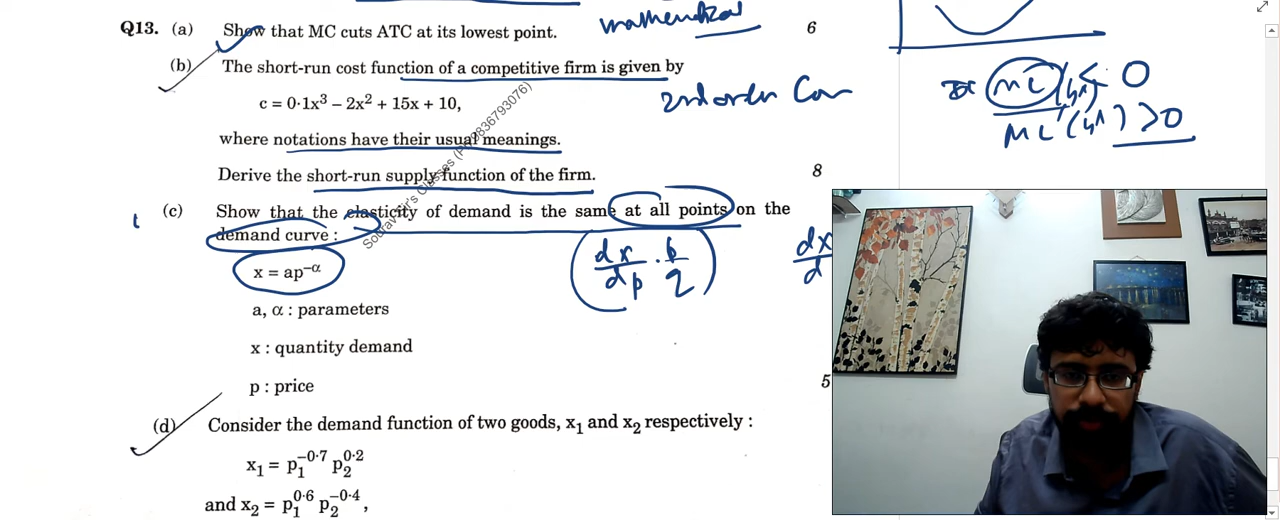 Q13. (a) Show that MC cuts ATC at its lowest point. 6
mathematical
(b) The short-run cost function of a competitive firm is given by
c = 0·1x³ – 2x² + 15x + 10,
2nd order Con
where notations have their usual meanings.
Derive the short-run supply function of the firm. 8
(c) Show that the elasticity of demand is the same at all points on the
demand curve :
x = ap^–α
dx/dp · p/q
a, α : parameters
x : quantity demand
p : price 5
(d) Consider the demand function of two goods, x₁ and x₂ respectively :
x₁ = p₁^–0·7 p₂^0·2
and x₂ = p₁^0·6 p₂^–0·4,